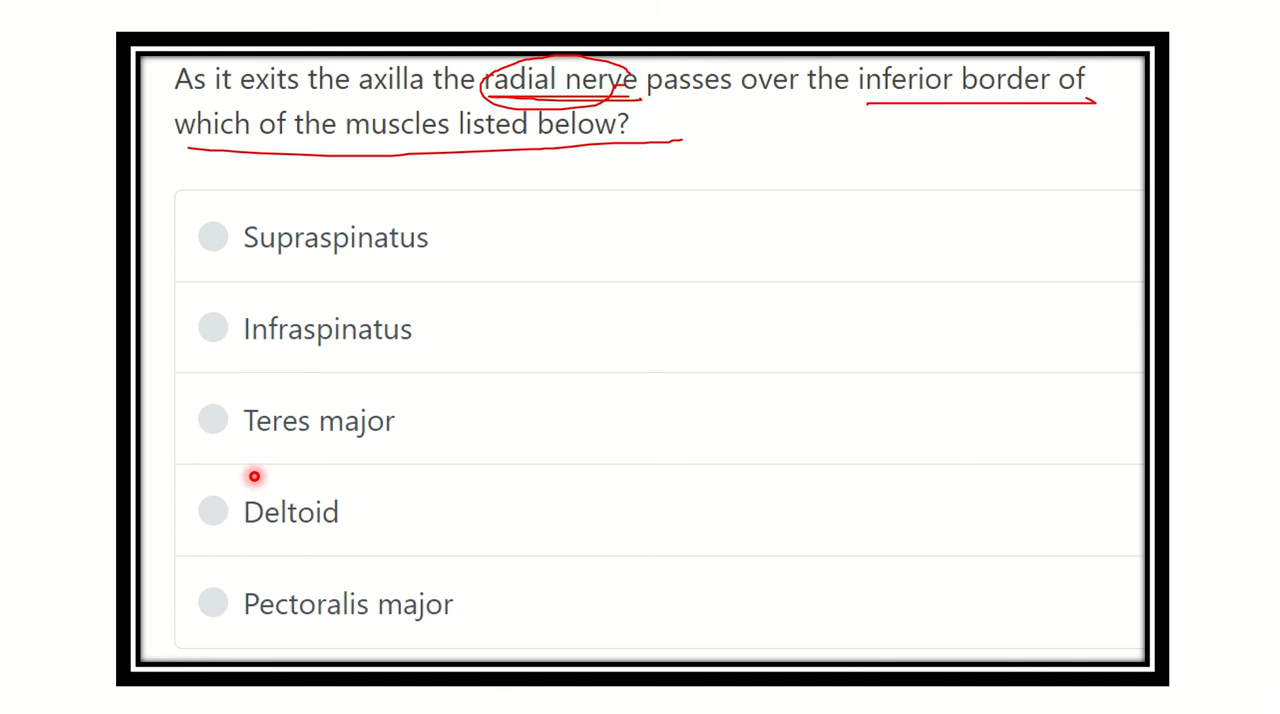 As it exits the axilla the radial nerve passes over the inferior border of
which of the muscles listed below?
Supraspinatus
Infraspinatus
Teres major
Deltoid
Pectoralis major